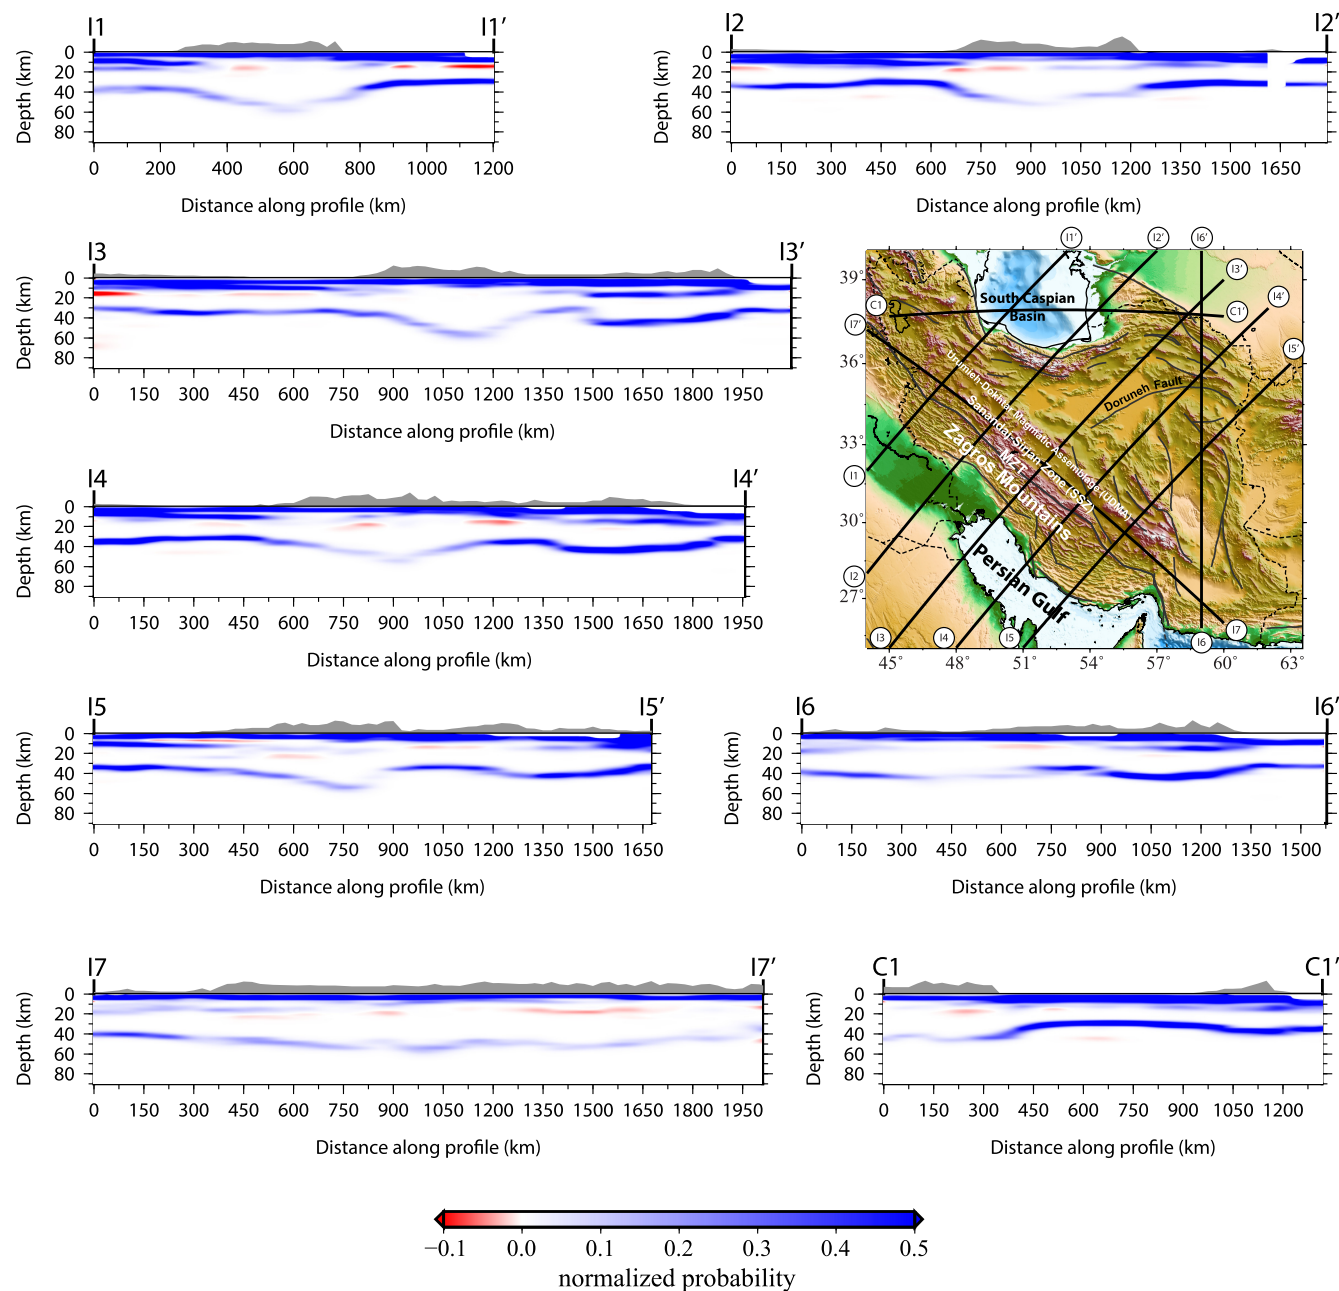 I1 I1′
0
20
40
60
80
Depth (km)
0 200 400 600 800 1000 1200
Distance along profile (km)
I2 I2′
0
20
40
60
80
Depth (km)
0 150 300 450 600 750 900 1050 1200 1350 1500 1650
Distance along profile (km)
I3 I3′
0
20
40
60
80
Depth (km)
0 150 300 450 600 750 900 1050 1200 1350 1500 1650 1800 1950
Distance along profile (km)
I1′ I2′ I6′
I3′
I4′
C1 C1′
I7′
I5′
39°
36°
33°
30°
27°
South Caspian
Basin
Doruneh Fault
Urumieh-Dokhtar Magmatic Assemblage (UDMA)
Sanandaj-Sirjan Zone (SSZ)
MZT
Zagros Mountains
Persian Gulf
I1
I2
I3 I4 I5 I6 I7
45° 48° 51° 54° 57° 60° 63°
I4 I4′
0
20
40
60
80
Depth (km)
0 150 300 450 600 750 900 1050 1200 1350 1500 1650 1800 1950
Distance along profile (km)
I5 I5′
0
20
40
60
80
Depth (km)
0 150 300 450 600 750 900 1050 1200 1350 1500 1650
Distance along profile (km)
I6 I6′
0
20
40
60
80
Depth (km)
0 150 300 450 600 750 900 1050 1200 1350 1500
Distance along profile (km)
I7 I7′
0
20
40
60
80
Depth (km)
0 150 300 450 600 750 900 1050 1200 1350 1500 1650 1800 1950
Distance along profile (km)
C1 C1′
0
20
40
60
80
Depth (km)
0 150 300 450 600 750 900 1050 1200
Distance along profile (km)
−0.1 0.0 0.1 0.2 0.3 0.4 0.5
normalized probability